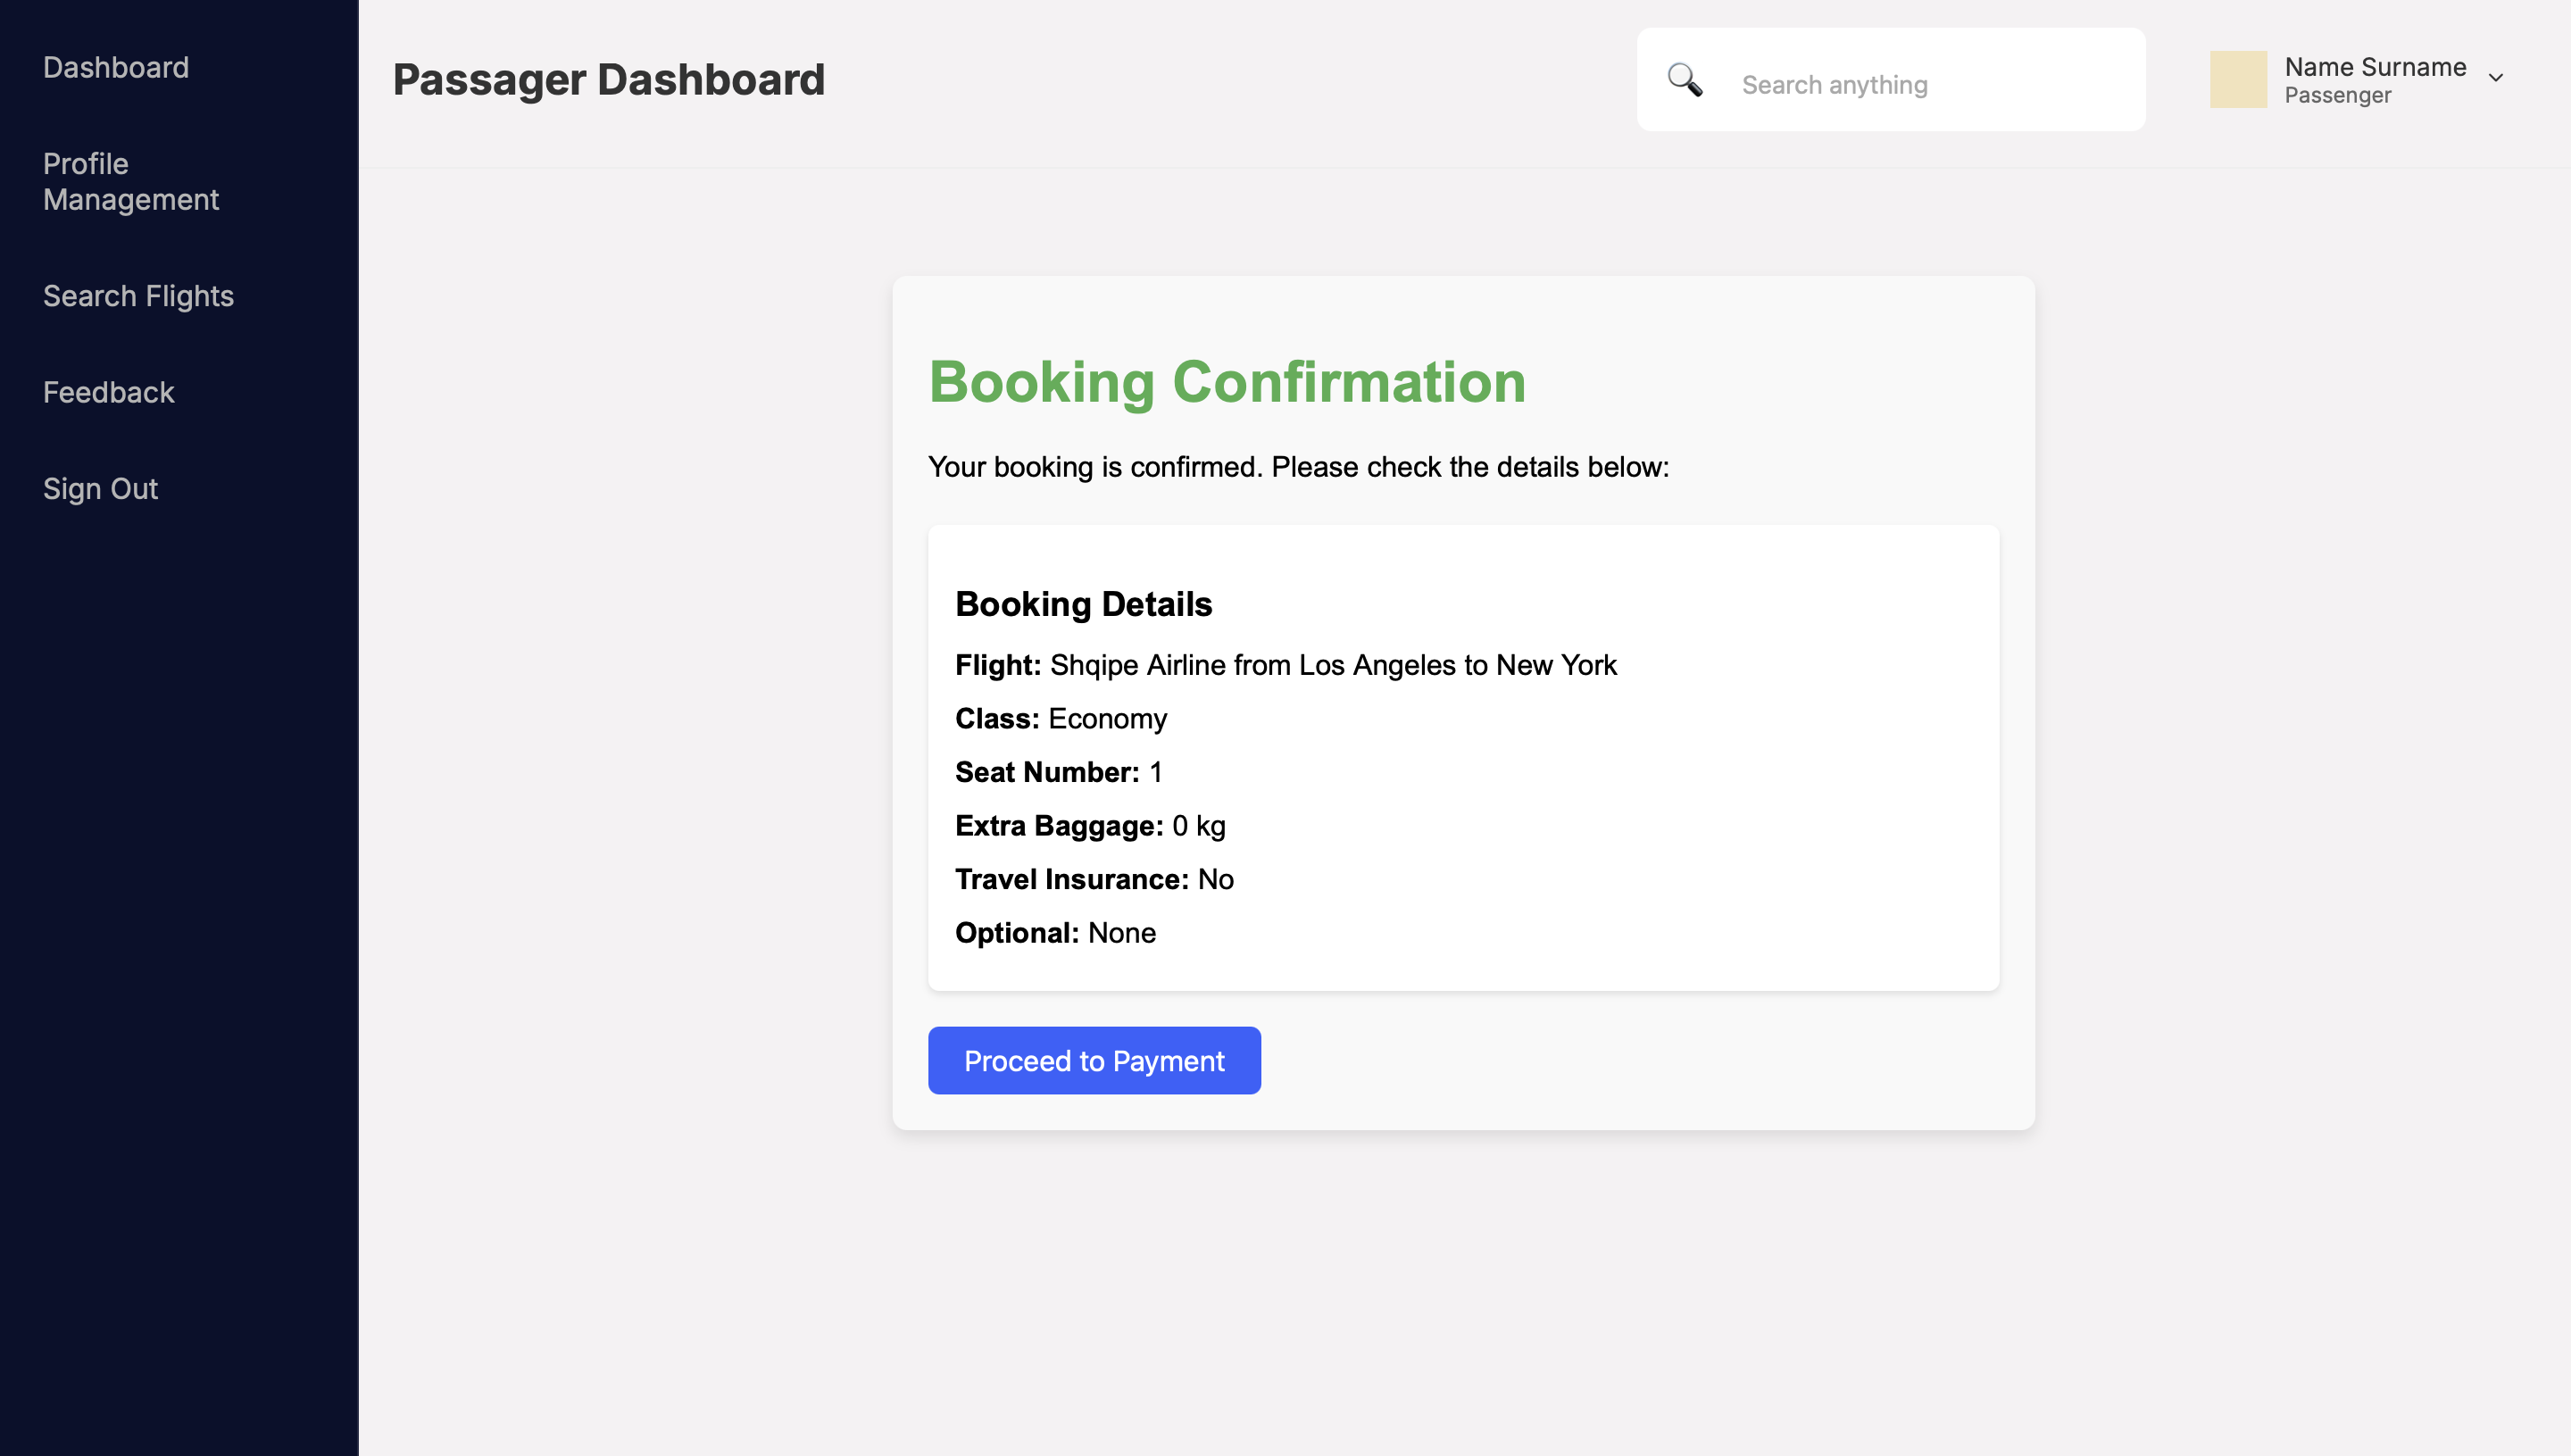 Dashboard
Profile
Management
Search Flights
Feedback
Sign Out
Passager Dashboard
Search anything
Name Surname
Passenger
Booking Confirmation
Your booking is confirmed. Please check the details below:
Booking Details
Flight: Shqipe Airline from Los Angeles to New York
Class: Economy
Seat Number: 1
Extra Baggage: 0 kg
Travel Insurance: No
Optional: None
Proceed to Payment